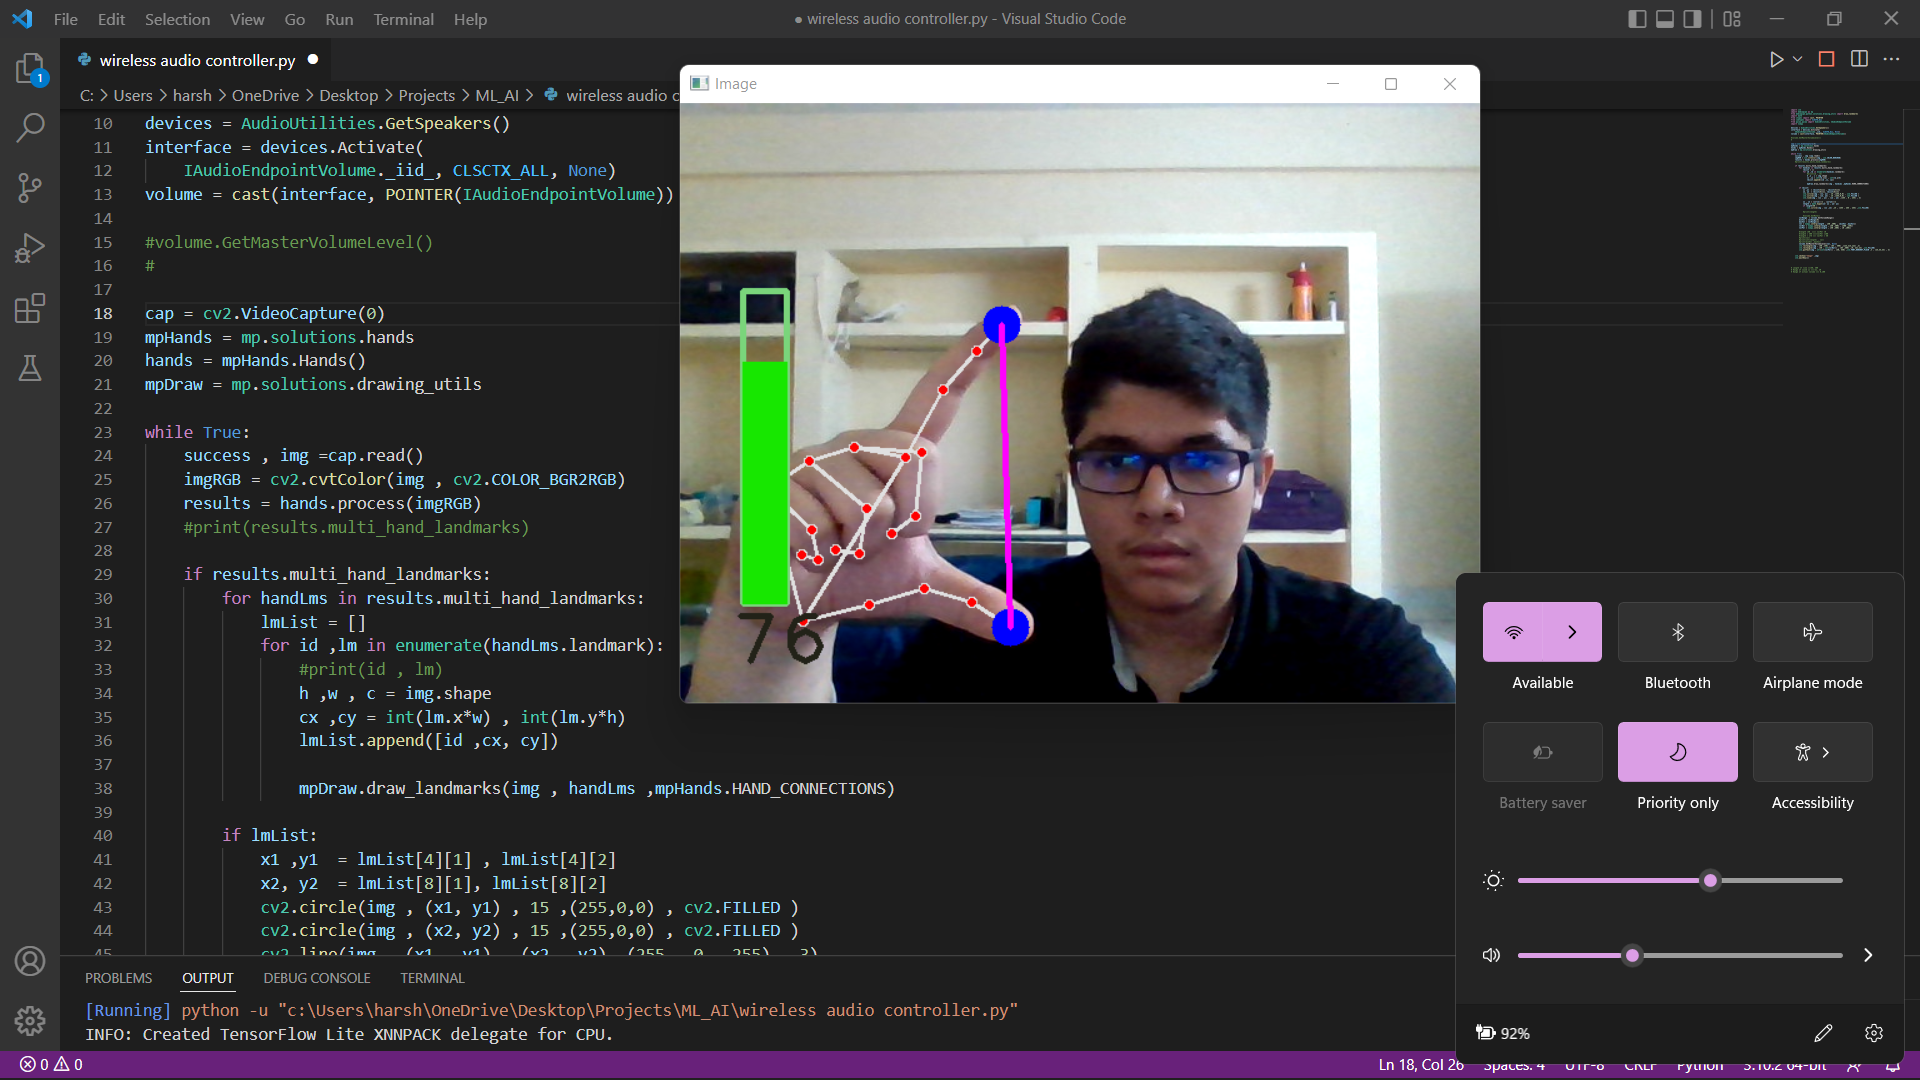 File Edit Selection View Go Run Terminal Help
● wireless audio controller.py - Visual Studio Code
1
wireless audio controller.py ●
C: > Users > harsh > OneDrive > Desktop > Projects > ML_AI > wireless audio c
10 devices = AudioUtilities.GetSpeakers()
11 interface = devices.Activate(
12 IAudioEndpointVolume._iid_, CLSCTX_ALL, None)
13 volume = cast(interface, POINTER(IAudioEndpointVolume))
14
15 #volume.GetMasterVolumeLevel()
16 #
17
18 cap = cv2.VideoCapture(0)
19 mpHands = mp.solutions.hands
20 hands = mpHands.Hands()
21 mpDraw = mp.solutions.drawing_utils
22
23 while True:
24 success , img =cap.read()
25 imgRGB = cv2.cvtColor(img , cv2.COLOR_BGR2RGB)
26 results = hands.process(imgRGB)
27 #print(results.multi_hand_landmarks)
28
29 if results.multi_hand_landmarks:
30 for handLms in results.multi_hand_landmarks:
31 lmList = []
32 for id ,lm in enumerate(handLms.landmark):
33 #print(id , lm)
34 h ,w , c = img.shape
35 cx ,cy = int(lm.x*w) , int(lm.y*h)
36 lmList.append([id ,cx, cy])
37
38 mpDraw.draw_landmarks(img , handLms ,mpHands.HAND_CONNECTIONS)
39
40 if lmList:
41 x1 ,y1 = lmList[4][1] , lmList[4][2]
42 x2, y2 = lmList[8][1], lmList[8][2]
43 cv2.circle(img , (x1, y1) , 15 ,(255,0,0) , cv2.FILLED )
44 cv2.circle(img , (x2, y2) , 15 ,(255,0,0) , cv2.FILLED )
45 cv2.line(img , (x1 , y1) , (x2 , y2), (255 , 0 , 255) , 3)
Image
76
Available
Bluetooth
Airplane mode
Battery saver
Priority only
Accessibility
92%
PROBLEMS OUTPUT DEBUG CONSOLE TERMINAL
[Running] python -u "c:\Users\harsh\OneDrive\Desktop\Projects\ML_AI\wireless audio controller.py"
INFO: Created TensorFlow Lite XNNPACK delegate for CPU.
0 0
Ln 18, Col 26 Spaces: 4 UTF-8 CRLF Python 3.10.2 64-bit